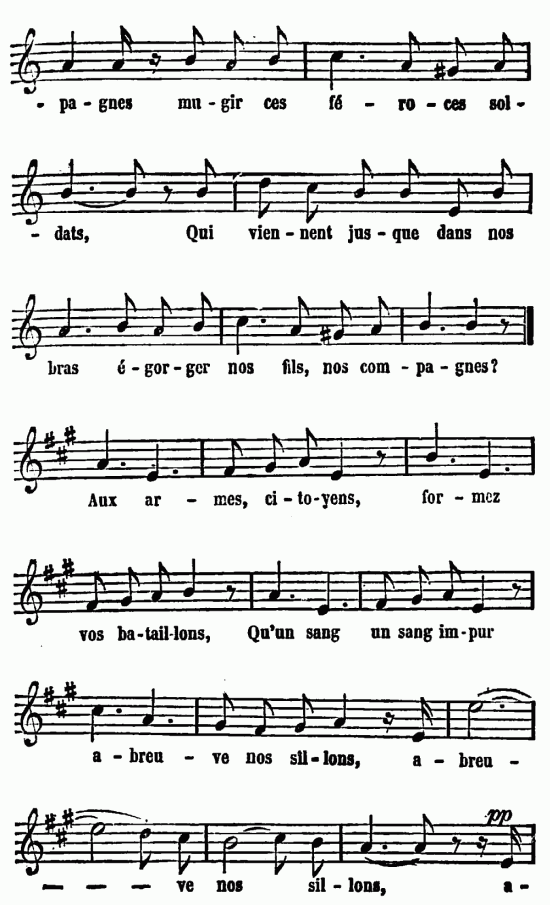 - pa - gnes mu - gir ces fé - ro - ces sol -
- dats, Qui vien - nent jus - que dans nos
bras é - gor - ger nos fils, nos com - pa - gnes?
Aux ar - mes, ci - to - yens, for - mez
vos ba - tail - lons, Qu'un sang un sang im - pur
a - breu - ve nos sil - lons, a - breu -
pp
— — — ve nos sil - lons, a -